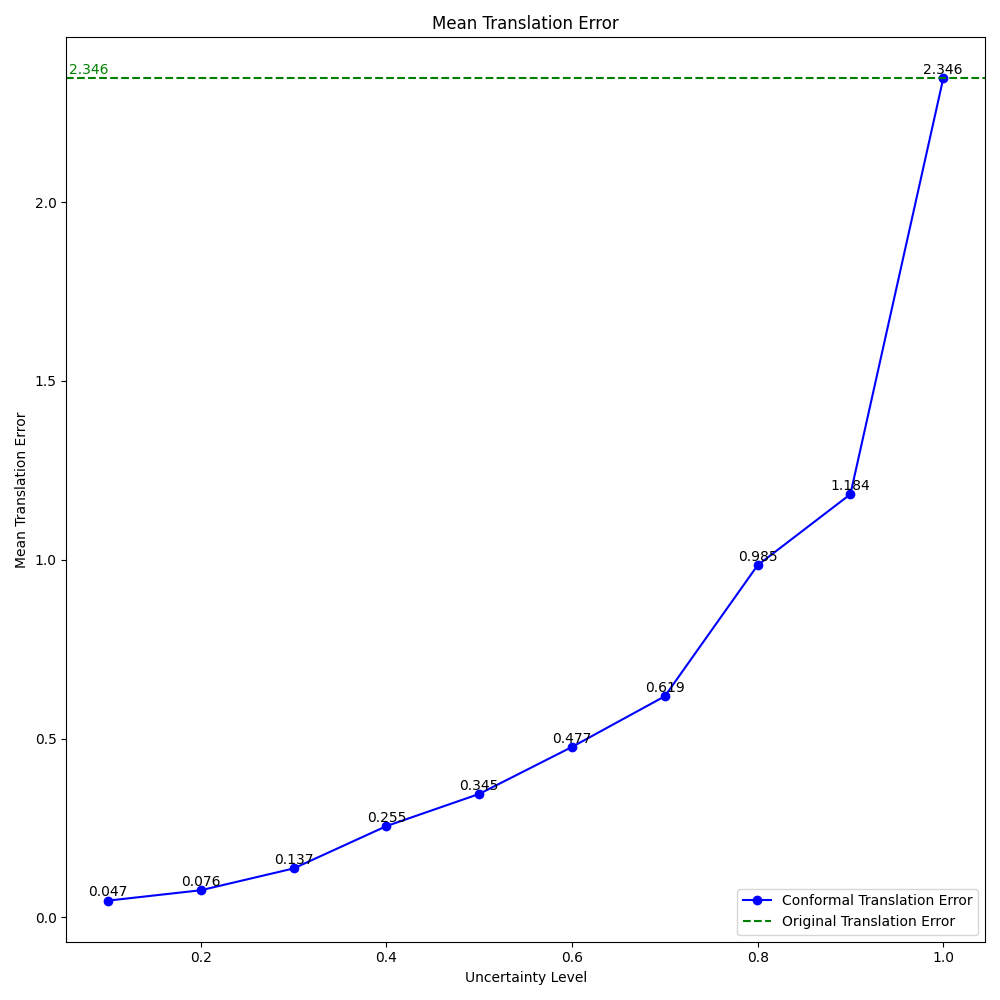 Mean Translation Error
2.346
2.346
2.0
1.5
1.184
Mean Translation Error
1.0
0.985
0.619
0.5
0.477
0.345
0.255
0.137
0.076
0.047
0.0
Conformal Translation Error
Original Translation Error
0.2 0.4 0.6 0.8 1.0
Uncertainty Level